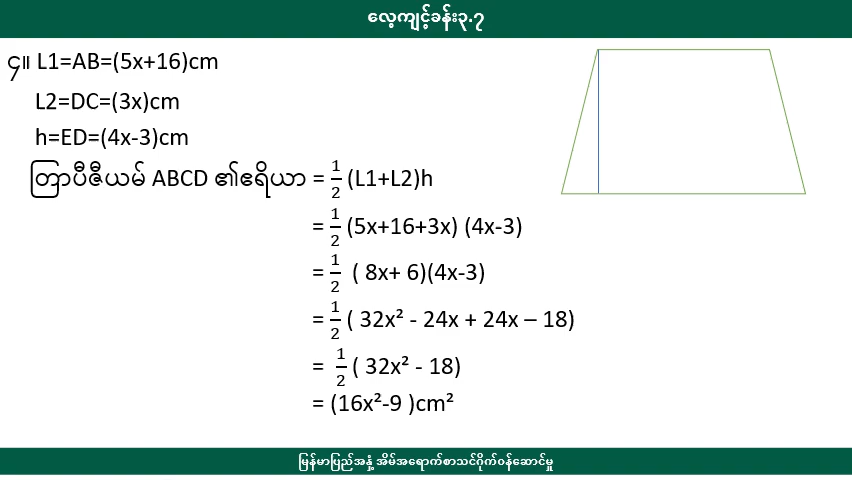 လေ့ကျင့်ခန်း၃.၇
၄။ L1=AB=(5x+16)cm
L2=DC=(3x)cm
h=ED=(4x-3)cm
တြာပီဇီယမ် ABCD ၏ဧရိယာ = 1/2 (L1+L2)h
= 1/2 (5x+16+3x) (4x-3)
= 1/2 ( 8x+ 6)(4x-3)
= 1/2 ( 32x² - 24x + 24x – 18)
= 1/2 ( 32x² - 18)
= (16x²-9 )cm²
မြန်မာပြည်အနှံ့ အိမ်အရောက်စာသင်ဂိုက်ဝန်ဆောင်မှု